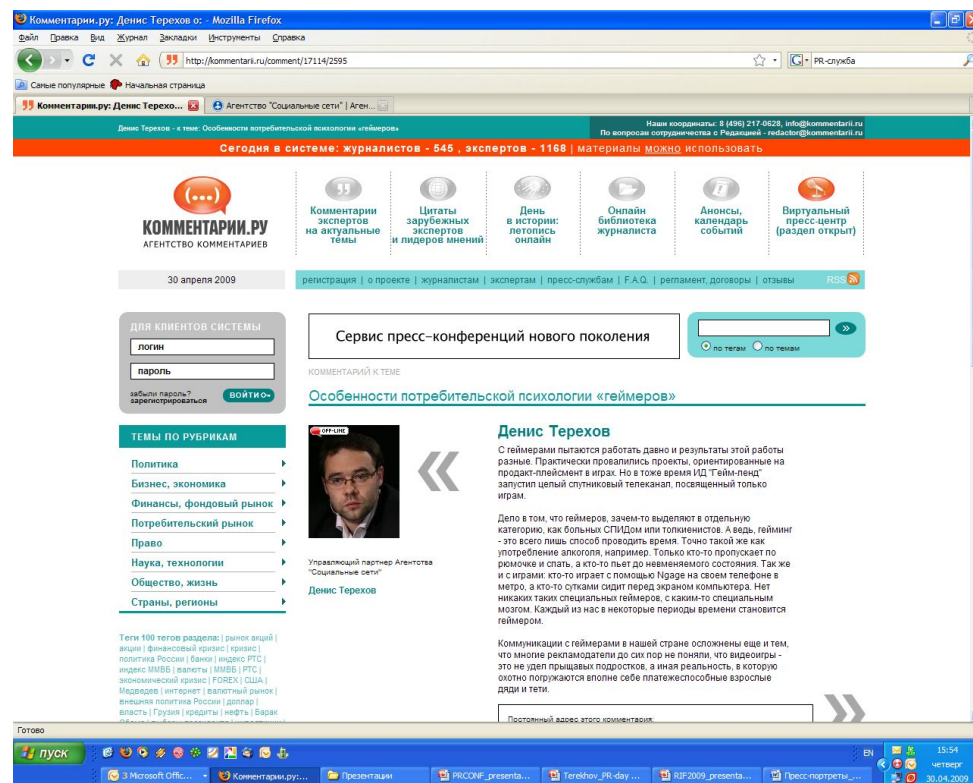 Комментарии.ру: Денис Терехов о: - Mozilla Firefox
Файл Правка Вид Журнал Закладки Инструменты Справка
http://kommentarii.ru/comment/17114/2595
PR-служба
Самые популярные Начальная страница
Комментарии.ру: Денис Терехо...
Агентство "Социальные сети" | Аген...
Денис Терехов - к теме: Особенности потребительской психологии «геймеров»
Наши координаты: 8 (496) 217-0628, info@kommentarii.ru
По вопросам сотрудничества с Редакцией - redactor@kommentarii.ru
Сегодня в системе: журналистов - 545 , экспертов - 1168 | материалы можно использовать
(...)
КОММЕНТАРИИ.РУ
АГЕНТСТВО КОММЕНТАРИЕВ
Комментарии
экспертов
на актуальные
темы
Цитаты
зарубежных
экспертов
и лидеров мнений
День
в истории:
летопись
онлайн
Онлайн
библиотека
журналиста
Анонсы,
календарь
событий
Виртуальный
пресс-центр
(раздел открыт)
30 апреля 2009
регистрация | о проекте | журналистам | экспертам | пресс-службам | F.A.Q. | регламент, договоры | отзывы
RSS
ДЛЯ КЛИЕНТОВ СИСТЕМЫ
логин
пароль
забыли пароль?
зарегистрироваться
ВОЙТИ
Сервис пресс-конференций нового поколения
по тегам по темам
КОММЕНТАРИЙ К ТЕМЕ
Особенности потребительской психологии «геймеров»
ТЕМЫ ПО РУБРИКАМ
Политика
Бизнес, экономика
Финансы, фондовый рынок
Потребительский рынок
Право
Наука, технологии
Общество, жизнь
Страны, регионы
Теги 100 тегов раздела: | рынок акций |
акции | финансовый кризис | кризис |
политика России | банки | индекс РТС |
индекс ММВБ | валюты | ММВБ | РТС |
экономический кризис | FOREX | США |
Медведев | интернет | валютный рынок |
внешняя политика России | доллар |
власть | Грузия | кредиты | нефть | Барак
OFF-LINE
«
Управляющий партнер Агентства
"Социальные сети"
Денис Терехов
Денис Терехов
С геймерами пытаются работать давно и результаты этой работы
разные. Практически провалились проекты, ориентированные на
продакт-плейсмент в играх. Но в тоже время ИД "Гейм-ленд"
запустил целый спутниковый телеканал, посвященный только
играм.
Дело в том, что геймеров, зачем-то выделяют в отдельную
категорию, как больных СПИДом или толкиенистов. А ведь, гейминг
- это всего лишь способ проводить время. Точно такой же как
употребление алкоголя, например. Только кто-то пропускает по
рюмочке и спать, а кто-то пьет до невменяемого состояния. Так же
и с играми: кто-то играет с помощью Ngage на своем телефоне в
метро, а кто-то сутками сидит перед экраном компьютера. Нет
никаких таких специальных геймеров, с каким-то специальным
мозгом. Каждый из нас в некоторые периоды времени становится
геймером.
Коммуникации с геймерами в нашей стране осложнены еще и тем,
что многие рекламодатели до сих пор не поняли, что видеоигры -
это не удел прыщавых подростков, а иная реальность, в которую
охотно погружаются вполне себе платежеспособные взрослые
дяди и тети.
»
Постоянный адрес этого комментария:
Готово
пуск
EN
15:54
четверг
30.04.2009
3 Microsoft Offic...
Комментарии.ру:...
Презентации
PRCONF_presenta...
Terekhov_PR-day ...
RIF2009_presenta...
Пресс-портреты_...